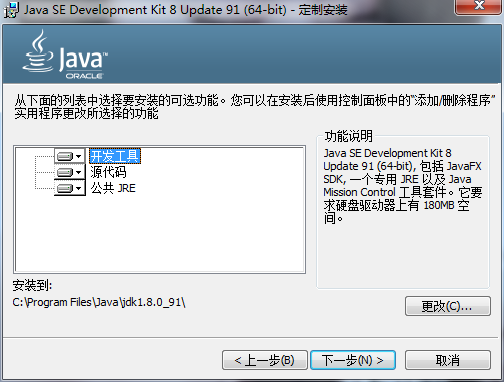 Java SE Development Kit 8 Update 91 (64-bit) - 定制安装
Java™
ORACLE
从下面的列表中选择要安装的可选功能。您可以在安装后使用控制面板中的“添加/删除程序”
实用程序更改所选择的功能
开发工具
源代码
公共 JRE
功能说明
Java SE Development Kit 8
Update 91 (64-bit), 包括 JavaFX
SDK, 一个专用 JRE 以及 Java
Mission Control 工具套件。它要
求硬盘驱动器上有 180MB 空
间。
安装到:
C:\Program Files\Java\jdk1.8.0_91\
更改(C)...
< 上一步(B)
下一步(N) >
取消